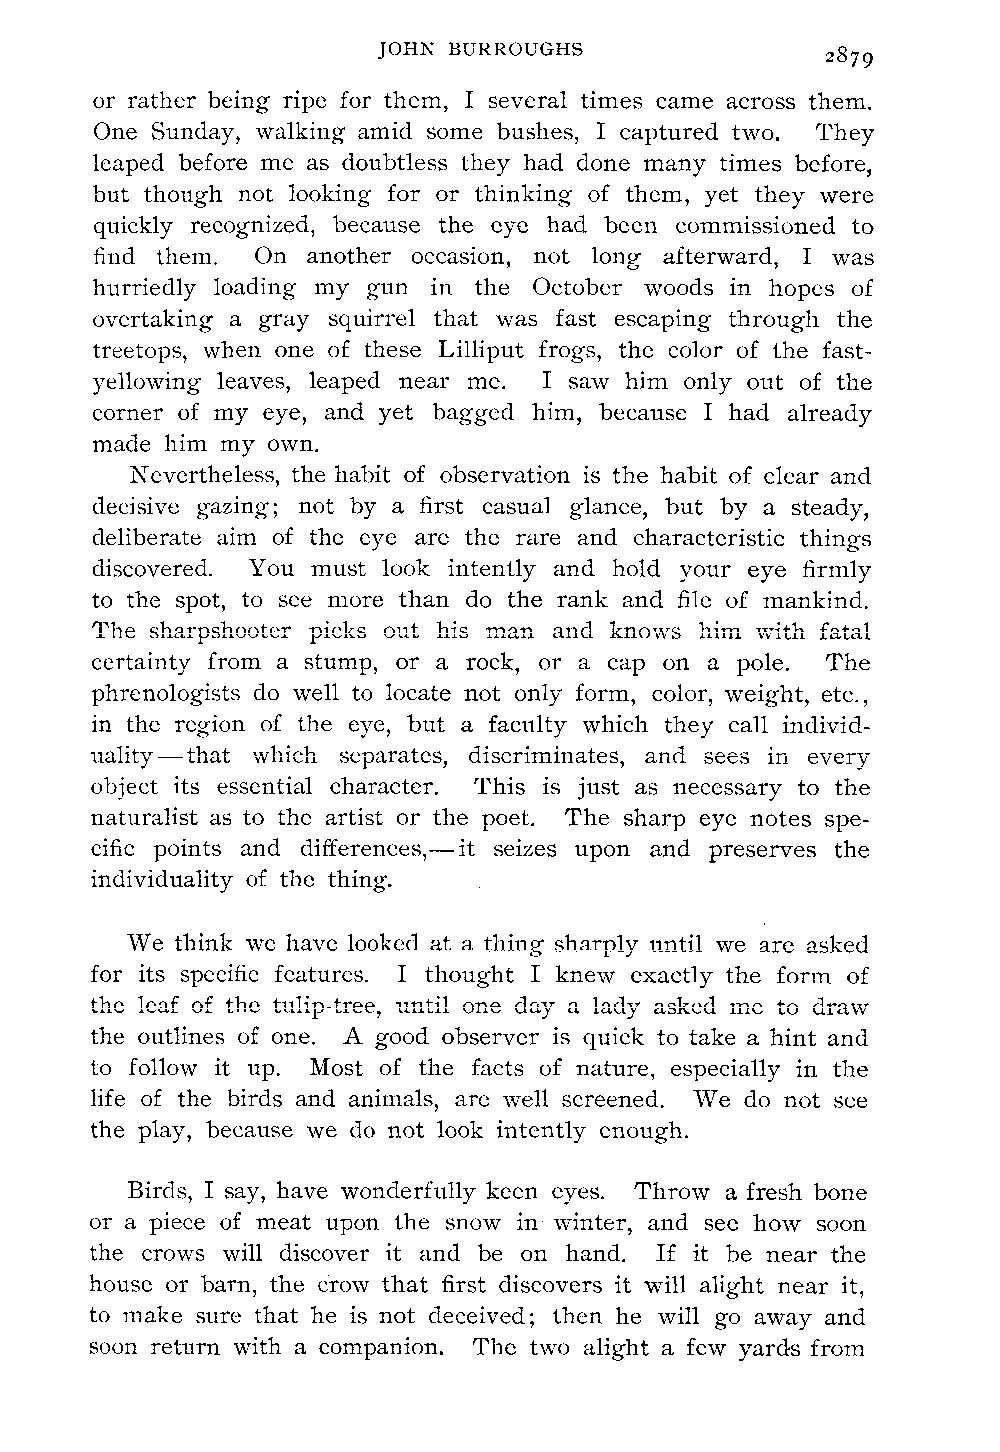 JOHN BURROUGHS 2879
or rather being ripe for them, I several times came across them.
One Sunday, walking amid some bushes, I captured two. They
leaped before me as doubtless they had done many times before,
but though not looking for or thinking of them, yet they were
quickly recognized, because the eye had been commissioned to
find them. On another occasion, not long afterward, I was
hurriedly loading my gun in the October woods in hopes of
overtaking a gray squirrel that was fast escaping through the
treetops, when one of these Lilliput frogs, the color of the fast-
yellowing leaves, leaped near me. I saw him only out of the
corner of my eye, and yet bagged him, because I had already
made him my own.
Nevertheless, the habit of observation is the habit of clear and
decisive gazing; not by a first casual glance, but by a steady,
deliberate aim of the eye are the rare and characteristic things
discovered. You must look intently and hold your eye firmly
to the spot, to see more than do the rank and file of mankind.
The sharpshooter picks out his man and knows him with fatal
certainty from a stump, or a rock, or a cap on a pole. The
phrenologists do well to locate not only form, color, weight, etc.,
in the region of the eye, but a faculty which they call individ-
uality—that which separates, discriminates, and sees in every
object its essential character. This is just as necessary to the
naturalist as to the artist or the poet. The sharp eye notes spe-
cific points and differences,—it seizes upon and preserves the
individuality of the thing.
We think we have looked at a thing sharply until we are asked
for its specific features. I thought I knew exactly the form of
the leaf of the tulip-tree, until one day a lady asked me to draw
the outlines of one. A good observer is quick to take a hint and
to follow it up. Most of the facts of nature, especially in the
life of the birds and animals, are well screened. We do not see
the play, because we do not look intently enough.
Birds, I say, have wonderfully keen eyes. Throw a fresh bone
or a piece of meat upon the snow in winter, and see how soon
the crows will discover it and be on hand. If it be near the
house or barn, the crow that first discovers it will alight near it,
to make sure that he is not deceived; then he will go away and
soon return with a companion. The two alight a few yards from